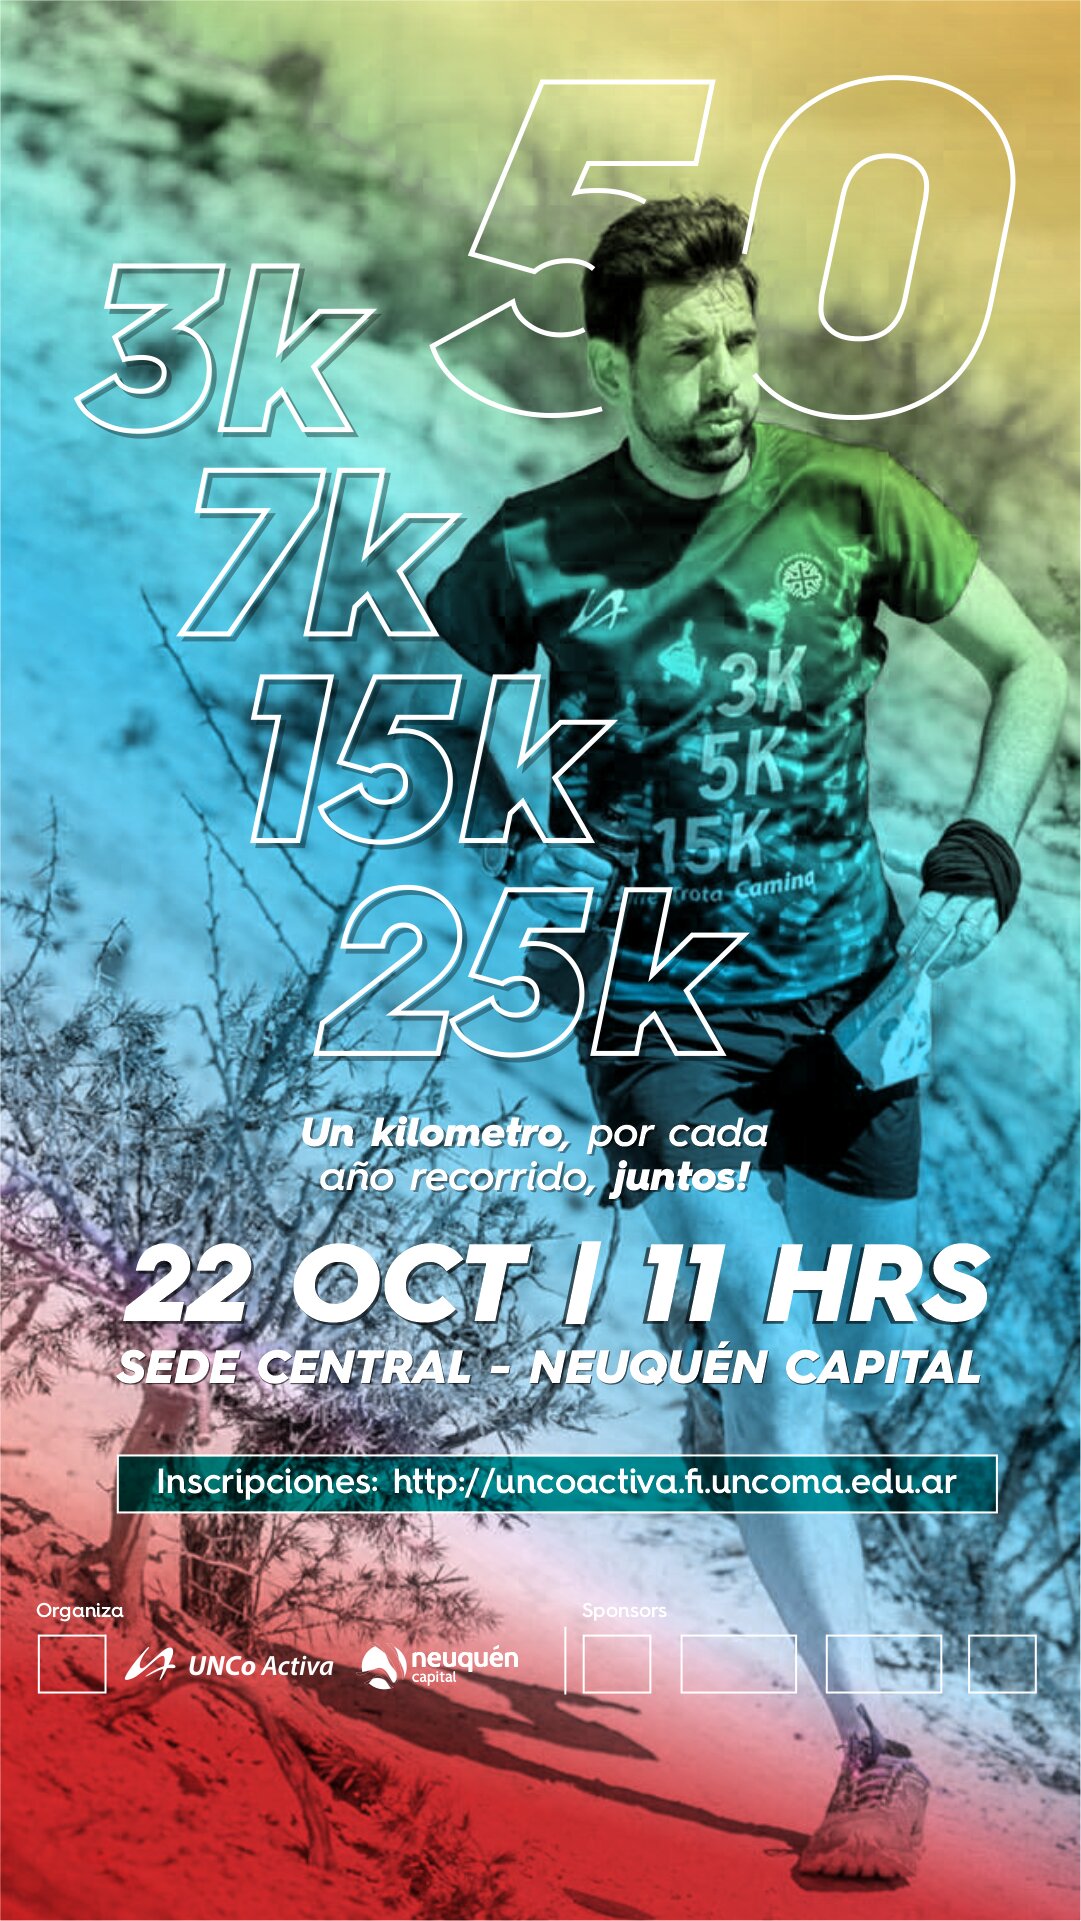 50
3k
7k
15k
25k
3K
5K
15K
Camina
Un kilometro, por cada
año recorrido, juntos!
22 OCT | 11 HRS
SEDE CENTRAL - NEUQUÉN CAPITAL
Inscripciones: http://uncoactiva.fi.uncoma.edu.ar
Organiza
UNCo Activa
neuquén
capital
Sponsors